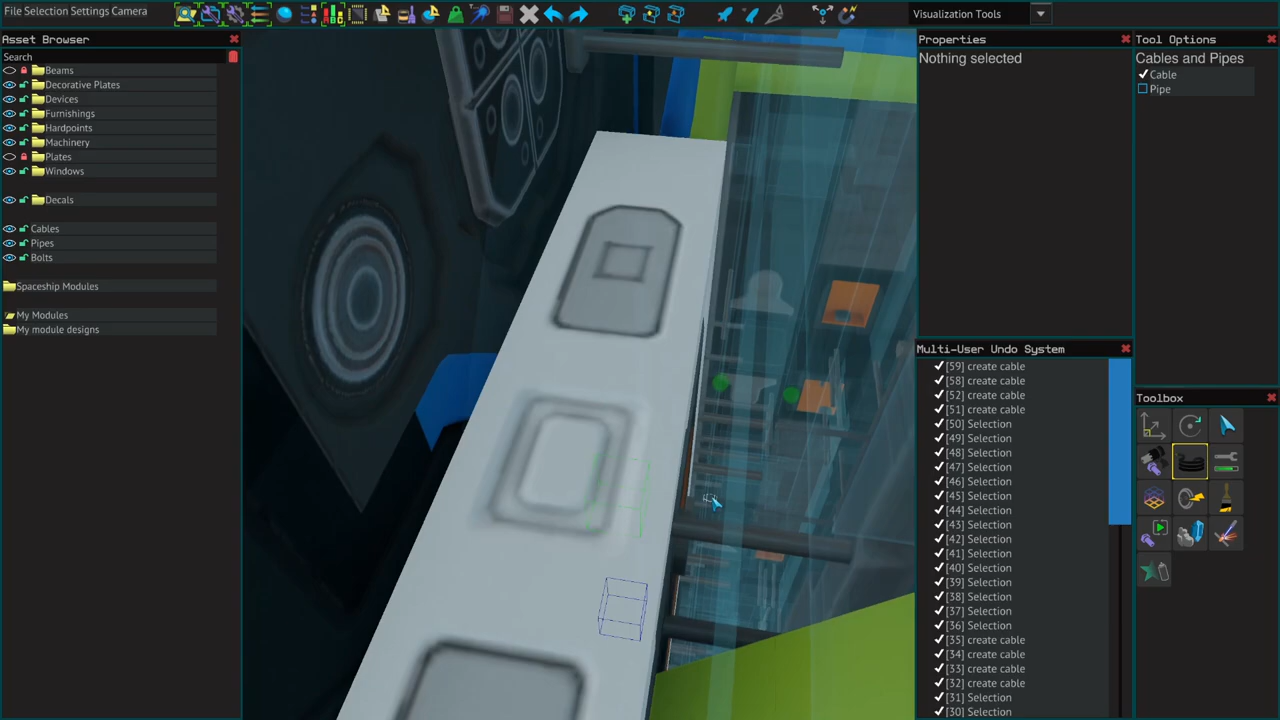 File Selection Settings Camera
Visualization Tools
Asset Browser
Search
Beams
Decorative Plates
Devices
Furnishings
Hardpoints
Machinery
Plates
Windows
Decals
Cables
Pipes
Bolts
Spaceship Modules
My Modules
My module designs
Properties
Nothing selected
Tool Options
Cables and Pipes
Cable
Pipe
Multi-User Undo System
[59] create cable
[58] create cable
[52] create cable
[51] create cable
[50] Selection
[49] Selection
[48] Selection
[47] Selection
[46] Selection
[45] Selection
[44] Selection
[43] Selection
[42] Selection
[41] Selection
[40] Selection
[39] Selection
[38] Selection
[37] Selection
[36] Selection
[35] create cable
[34] create cable
[33] create cable
[32] create cable
[31] Selection
[30] Selection
Toolbox